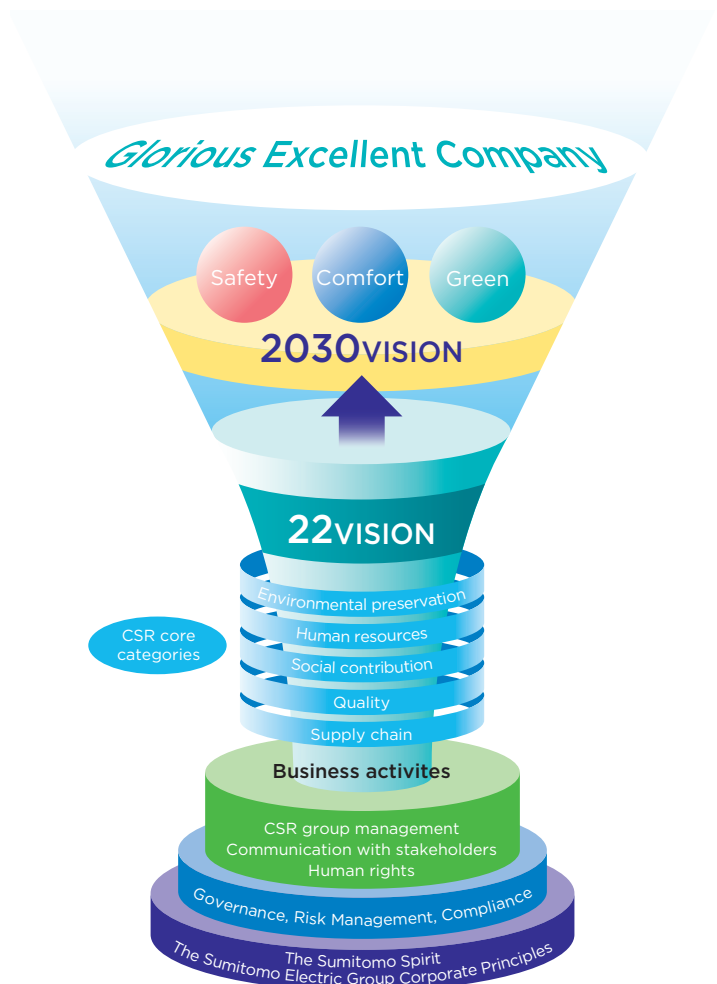 Glorious Excellent Company
Safety
Comfort
Green
2030VISION
22VISION
Environmental preservation
Human resources
Social contribution
Quality
Supply chain
CSR core
categories
Business activites
CSR group management
Communication with stakeholders
Human rights
Governance, Risk Management, Compliance
The Sumitomo Spirit
The Sumitomo Electric Group Corporate Principles